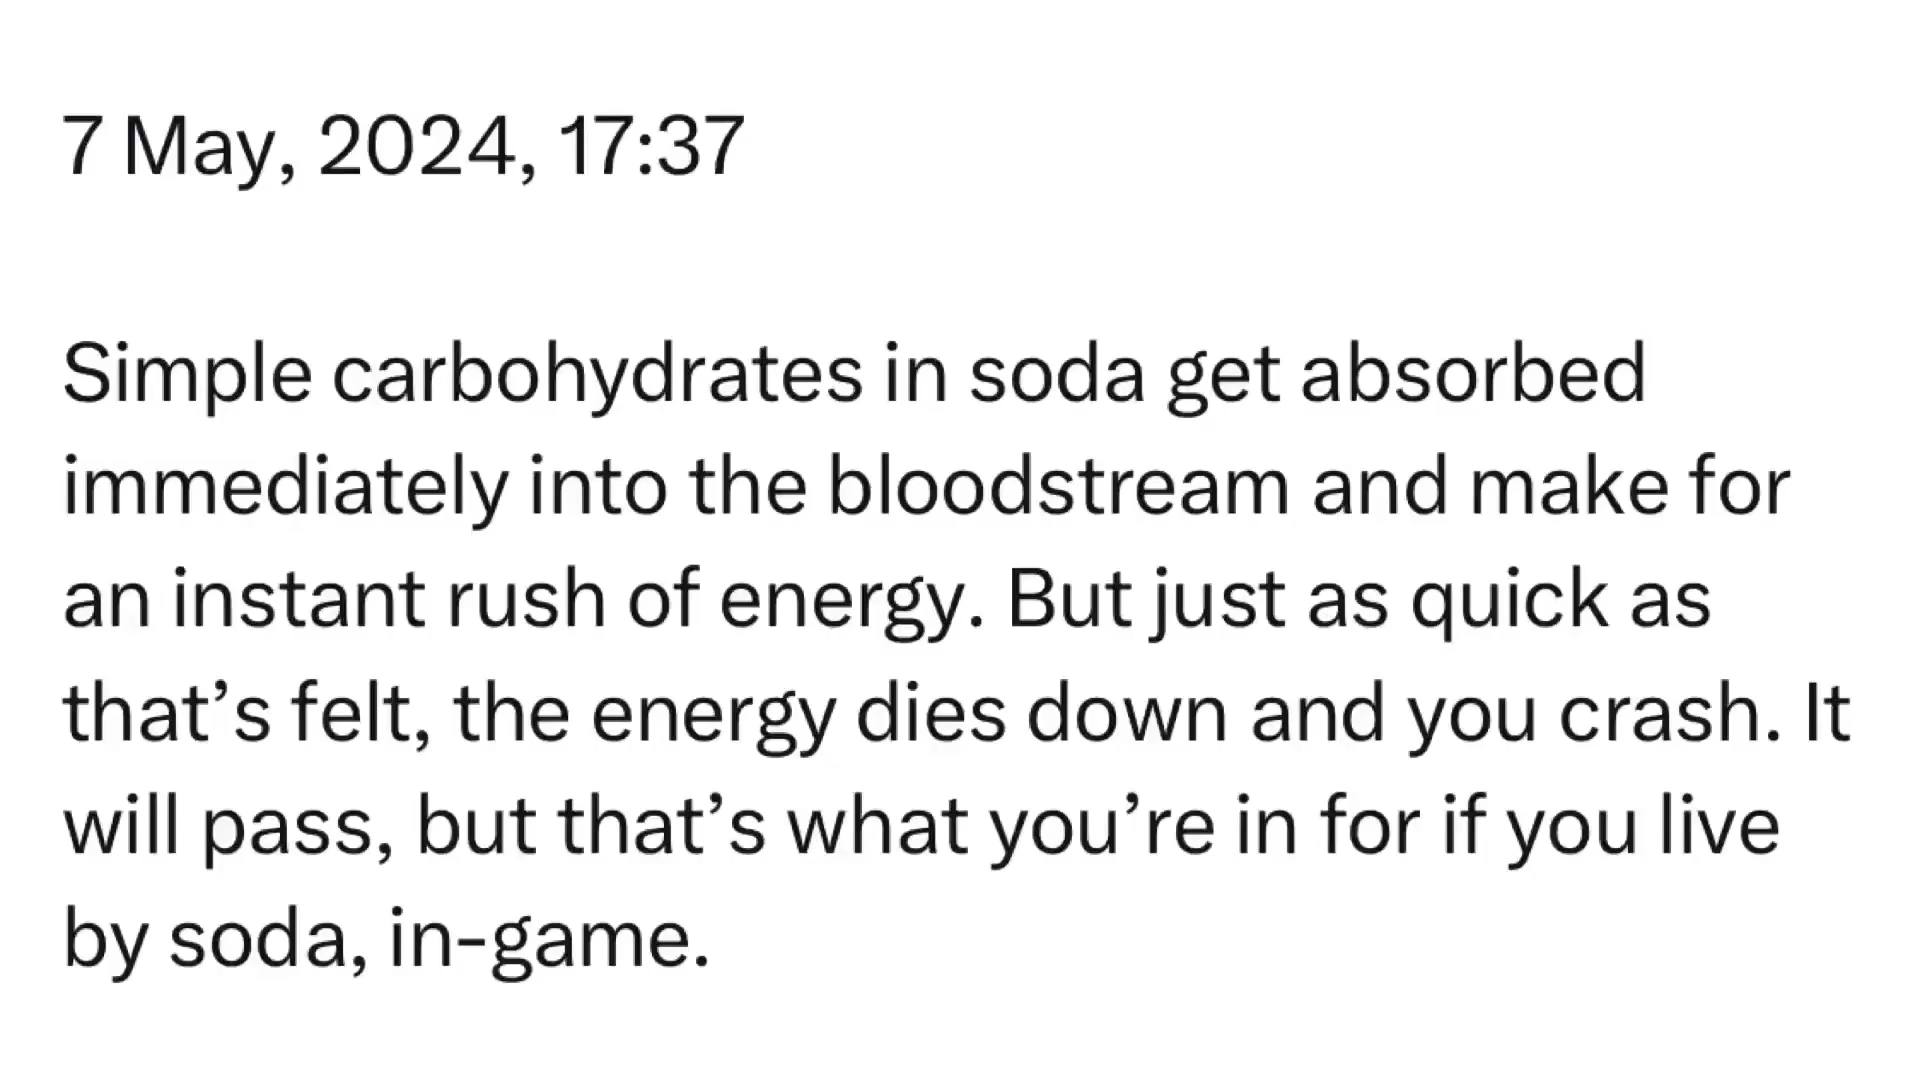 7 May, 2024, 17:37
Simple carbohydrates in soda get absorbed
immediately into the bloodstream and make for
an instant rush of energy. But just as quick as
that’s felt, the energy dies down and you crash. It
will pass, but that’s what you’re in for if you live
by soda, in-game.